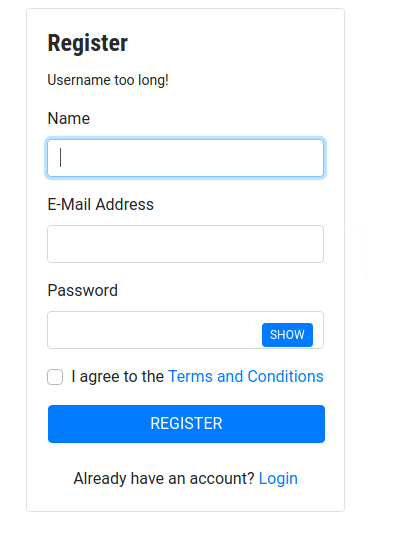 Register
Username too long!
Name
E-Mail Address
Password
SHOW
I agree to the Terms and Conditions
REGISTER
Already have an account? Login